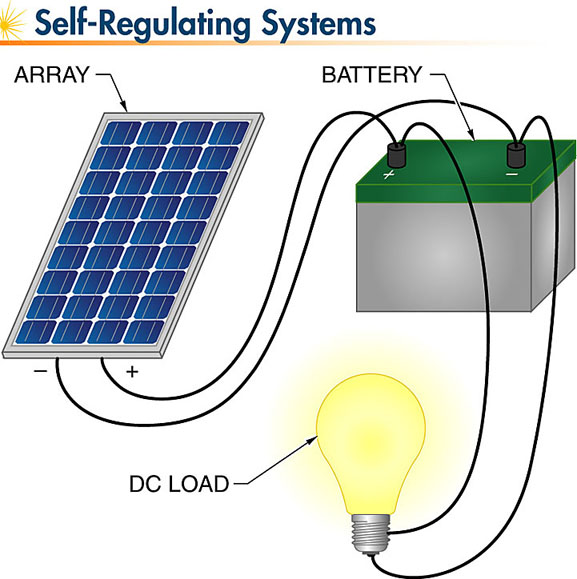 Self-Regulating Systems
ARRAY
BATTERY
+
−
− +
DC LOAD